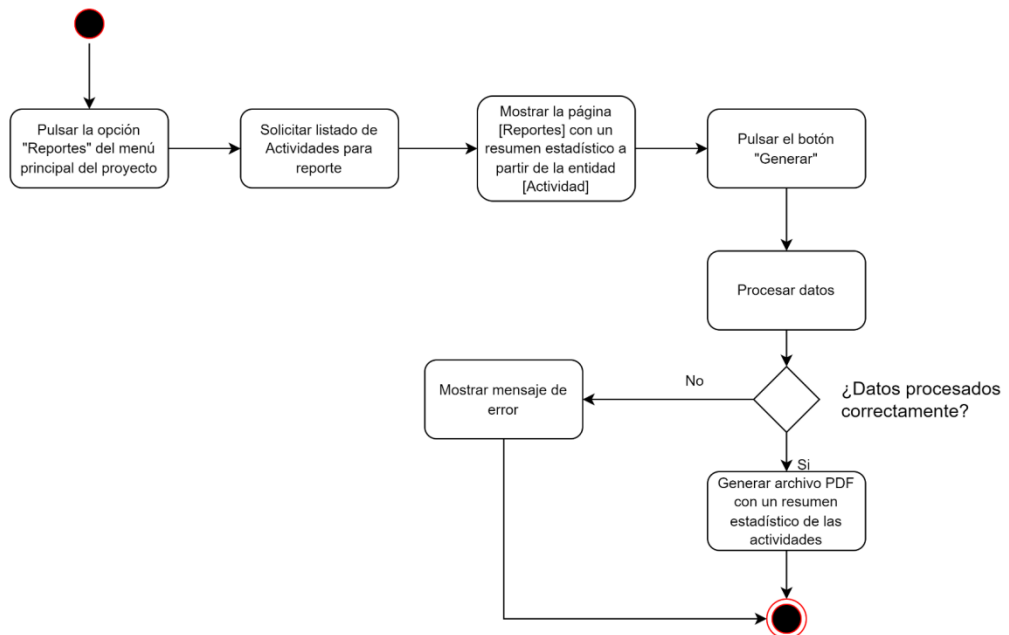 Pulsar la opción
"Reportes" del menú
principal del proyecto
Solicitar listado de
Actividades para
reporte
Mostrar la página
[Reportes] con un
resumen estadístico a
partir de la entidad
[Actividad]
Pulsar el botón
"Generar"
Procesar datos
¿Datos procesados
correctamente?
No
Mostrar mensaje de
error
Si
Generar archivo PDF
con un resumen
estadístico de las
actividades